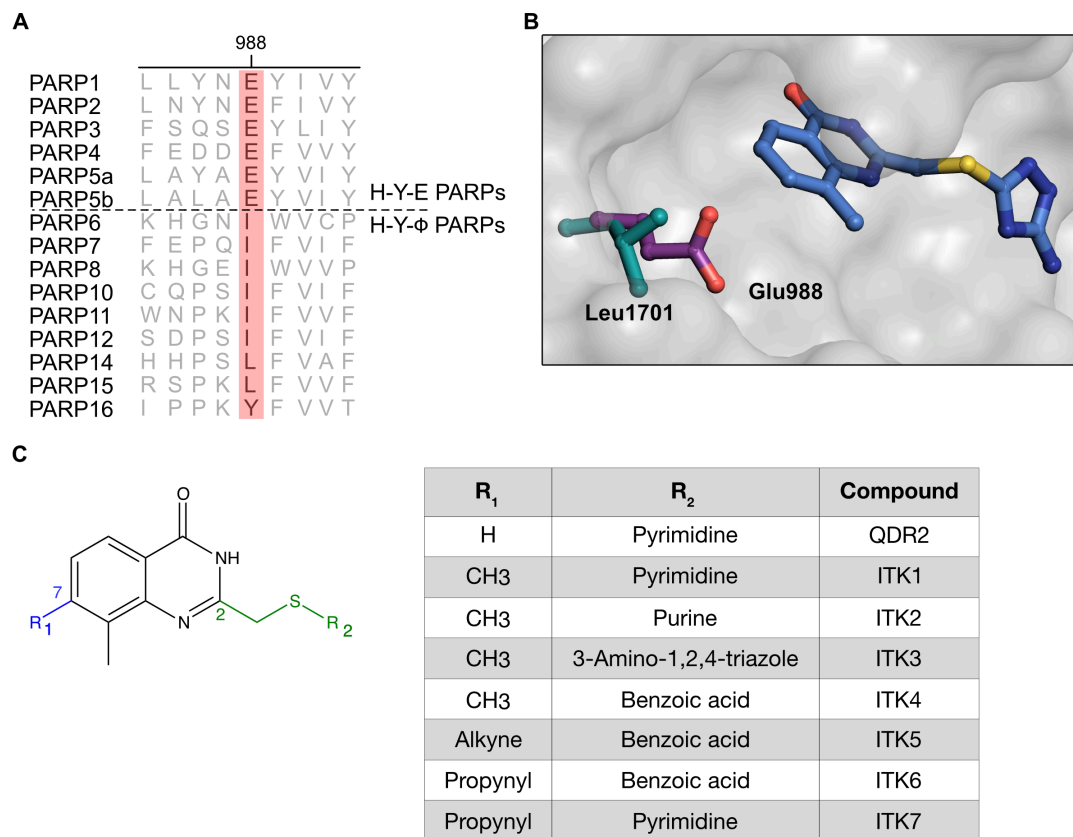 A
988
PARP1 L L Y N E Y I V Y
PARP2 L N Y N E F I V Y
PARP3 F S Q S E Y L I Y
PARP4 F E D D E F V V Y
PARP5a L A Y A E Y V I Y
PARP5b L A L A E Y V I Y H-Y-E PARPs
PARP6 K H G N I W V C P H-Y-Φ PARPs
PARP7 F E P Q I F V I F
PARP8 K H G E I W V V P
PARP10 C Q P S I F V I F
PARP11 W N P K I F V V F
PARP12 S D P S I F V I F
PARP14 H H P S L F V A F
PARP15 R S P K L F V V F
PARP16 I P P K Y F V V T
B
Leu1701
Glu988
C
O
NH
7
2
S
R1
N
R2
R1 R2 Compound
H Pyrimidine QDR2
CH3 Pyrimidine ITK1
CH3 Purine ITK2
CH3 3-Amino-1,2,4-triazole ITK3
CH3 Benzoic acid ITK4
Alkyne Benzoic acid ITK5
Propynyl Benzoic acid ITK6
Propynyl Pyrimidine ITK7